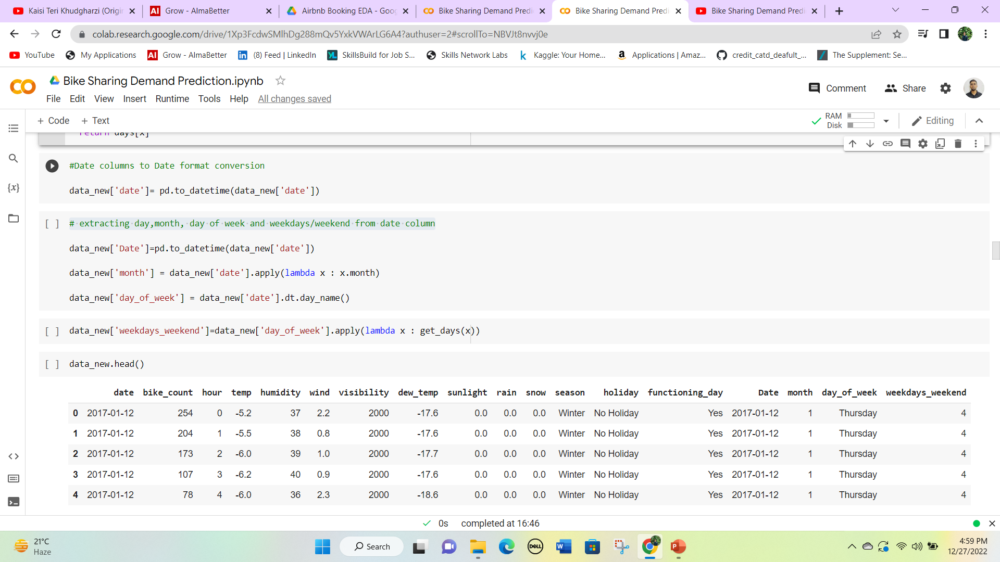 Kaisi Teri Khudgharzi (Origin
Grow - AlmaBetter
Airbnb Booking EDA - Goog
Bike Sharing Demand Predi
Bike Sharing Demand Predi
Bike Sharing Demand Predi
colab.research.google.com/drive/1Xp3FcdwSMlhDg288mQv5YxkVWArLG6A4?authuser=2#scrollTo=NBVJt8nvvj0e
YouTube
My Applications
Grow - AlmaBetter
(8) Feed | LinkedIn
SkillsBuild for Job S...
Skills Network Labs
Kaggle: Your Home...
Applications | Amaz...
credit_catd_deafult_...
The Supplement: Se...
Bike Sharing Demand Prediction.ipynb
File Edit View Insert Runtime Tools Help All changes saved
Comment
Share
+ Code + Text
RAM
Disk
Editing
return days[x]
#Date columns to Date format conversion
data_new['date']= pd.to_datetime(data_new['date'])
[ ] # extracting day,month, day of week and weekdays/weekend from date column
data_new['Date']=pd.to_datetime(data_new['date'])
data_new['month'] = data_new['date'].apply(lambda x : x.month)
data_new['day_of_week'] = data_new['date'].dt.day_name()
[ ] data_new['weekdays_weekend']=data_new['day_of_week'].apply(lambda x : get_days(x))
[ ] data_new.head()
date bike_count hour temp humidity wind visibility dew_temp sunlight rain snow season holiday functioning_day Date month day_of_week weekdays_weekend
0 2017-01-12 254 0 -5.2 37 2.2 2000 -17.6 0.0 0.0 0.0 Winter No Holiday Yes 2017-01-12 1 Thursday 4
1 2017-01-12 204 1 -5.5 38 0.8 2000 -17.6 0.0 0.0 0.0 Winter No Holiday Yes 2017-01-12 1 Thursday 4
2 2017-01-12 173 2 -6.0 39 1.0 2000 -17.7 0.0 0.0 0.0 Winter No Holiday Yes 2017-01-12 1 Thursday 4
3 2017-01-12 107 3 -6.2 40 0.9 2000 -17.6 0.0 0.0 0.0 Winter No Holiday Yes 2017-01-12 1 Thursday 4
4 2017-01-12 78 4 -6.0 36 2.3 2000 -18.6 0.0 0.0 0.0 Winter No Holiday Yes 2017-01-12 1 Thursday 4
0s completed at 16:46
21°C
Haze
Search
4:59 PM
12/27/2022